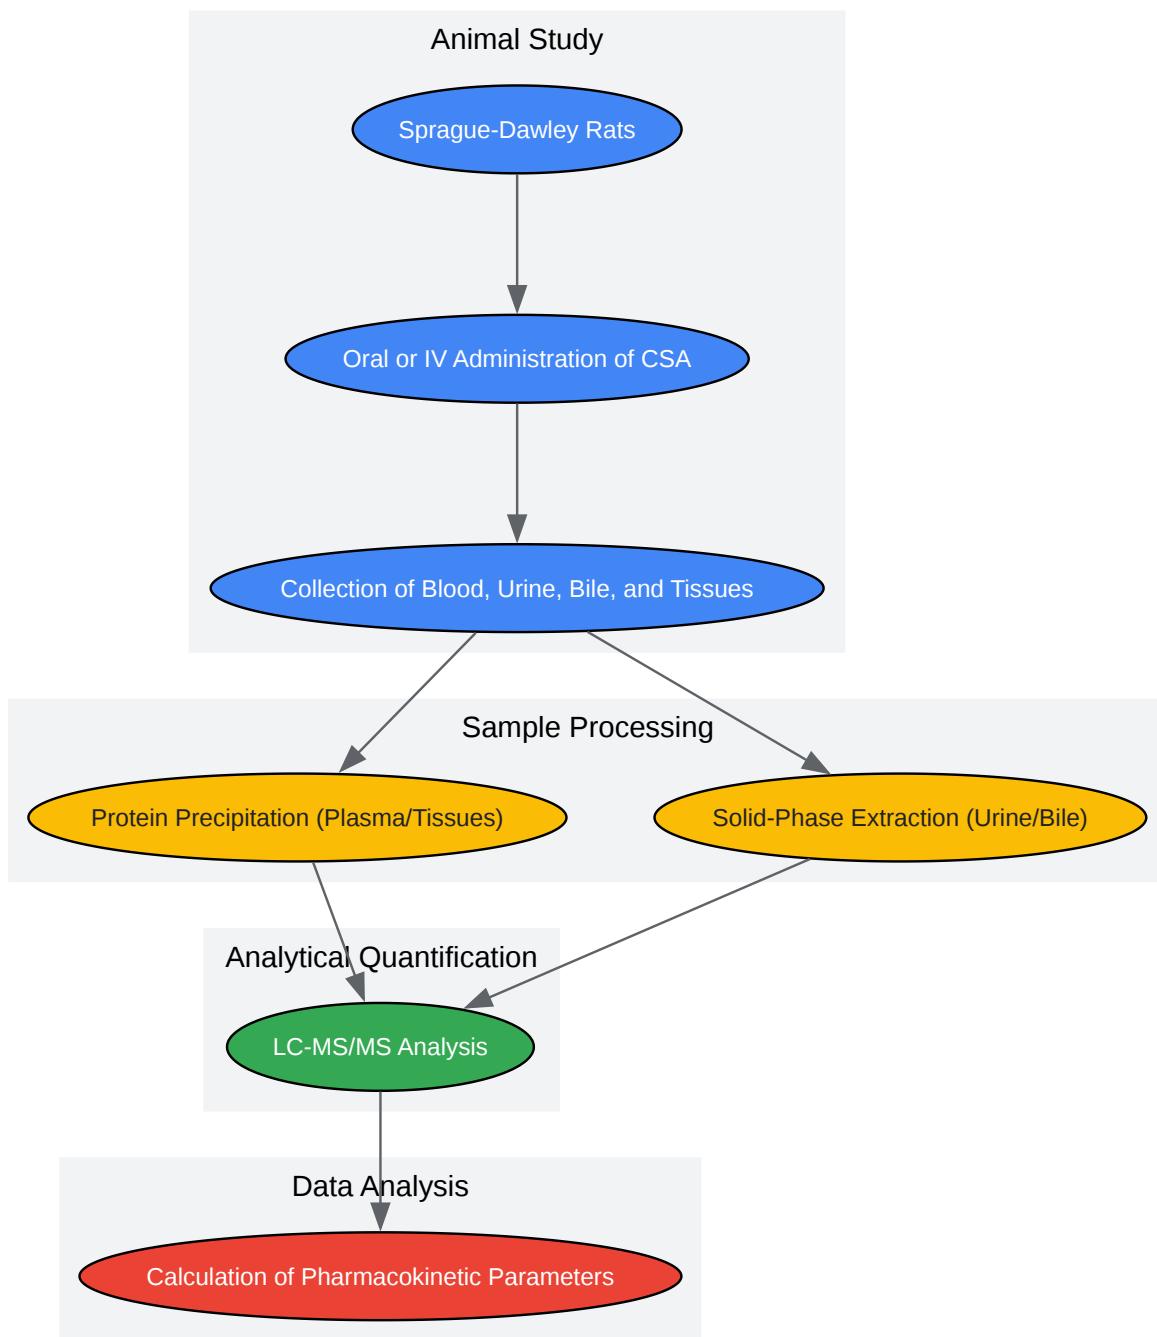 Animal Study
Sprague-Dawley Rats
Oral or IV Administration of CSA
Collection of Blood, Urine, Bile, and Tissues
Sample Processing
Protein Precipitation (Plasma/Tissues)
Solid-Phase Extraction (Urine/Bile)
Analytical Quantification
LC-MS/MS Analysis
Data Analysis
Calculation of Pharmacokinetic Parameters